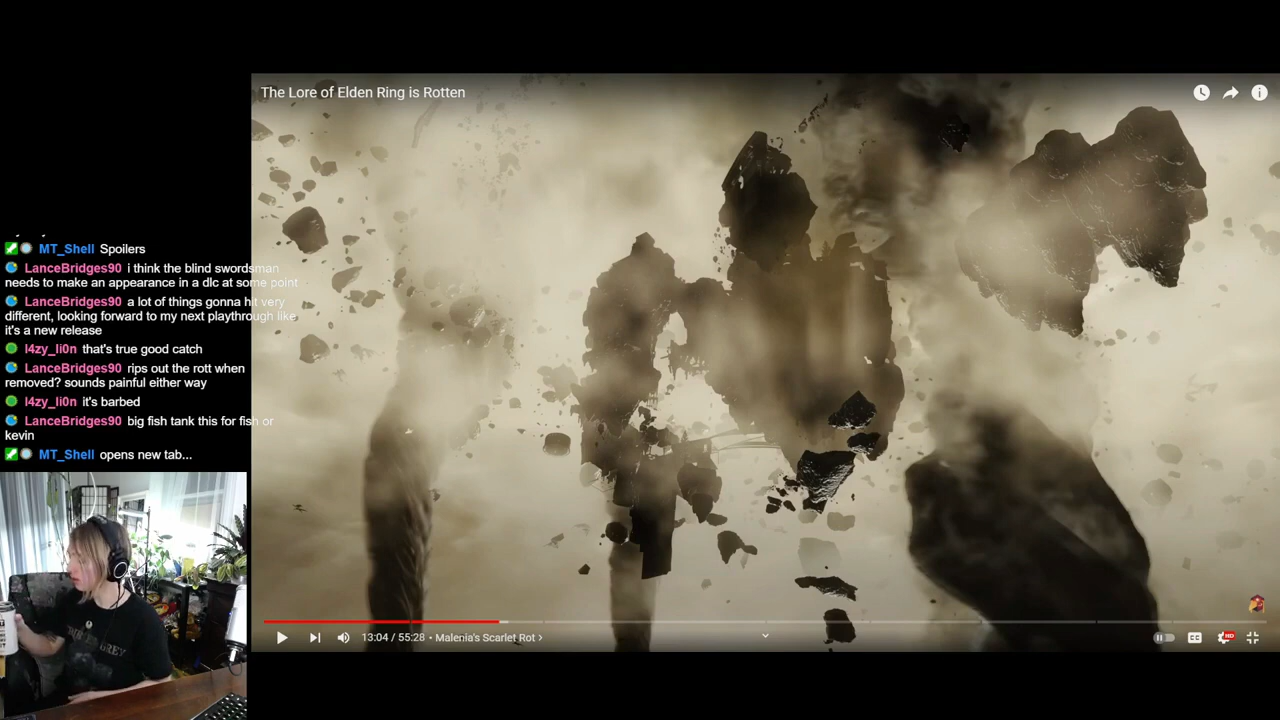 The Lore of Elden Ring is Rotten
MT_Shell Spoilers
LanceBridges90 i think the blind swordsman
needs to make an appearance in a dlc at some point
LanceBridges90 a lot of things gonna hit very
different, looking forward to my next playthrough like
it's a new release
l4zy_li0n that's true good catch
LanceBridges90 rips out the rott when
removed? sounds painful either way
l4zy_li0n it's barbed
LanceBridges90 big fish tank this for fish or
kevin
MT_Shell opens new tab...
13:04 / 55:28 • Malenia's Scarlet Rot >
CC
HD